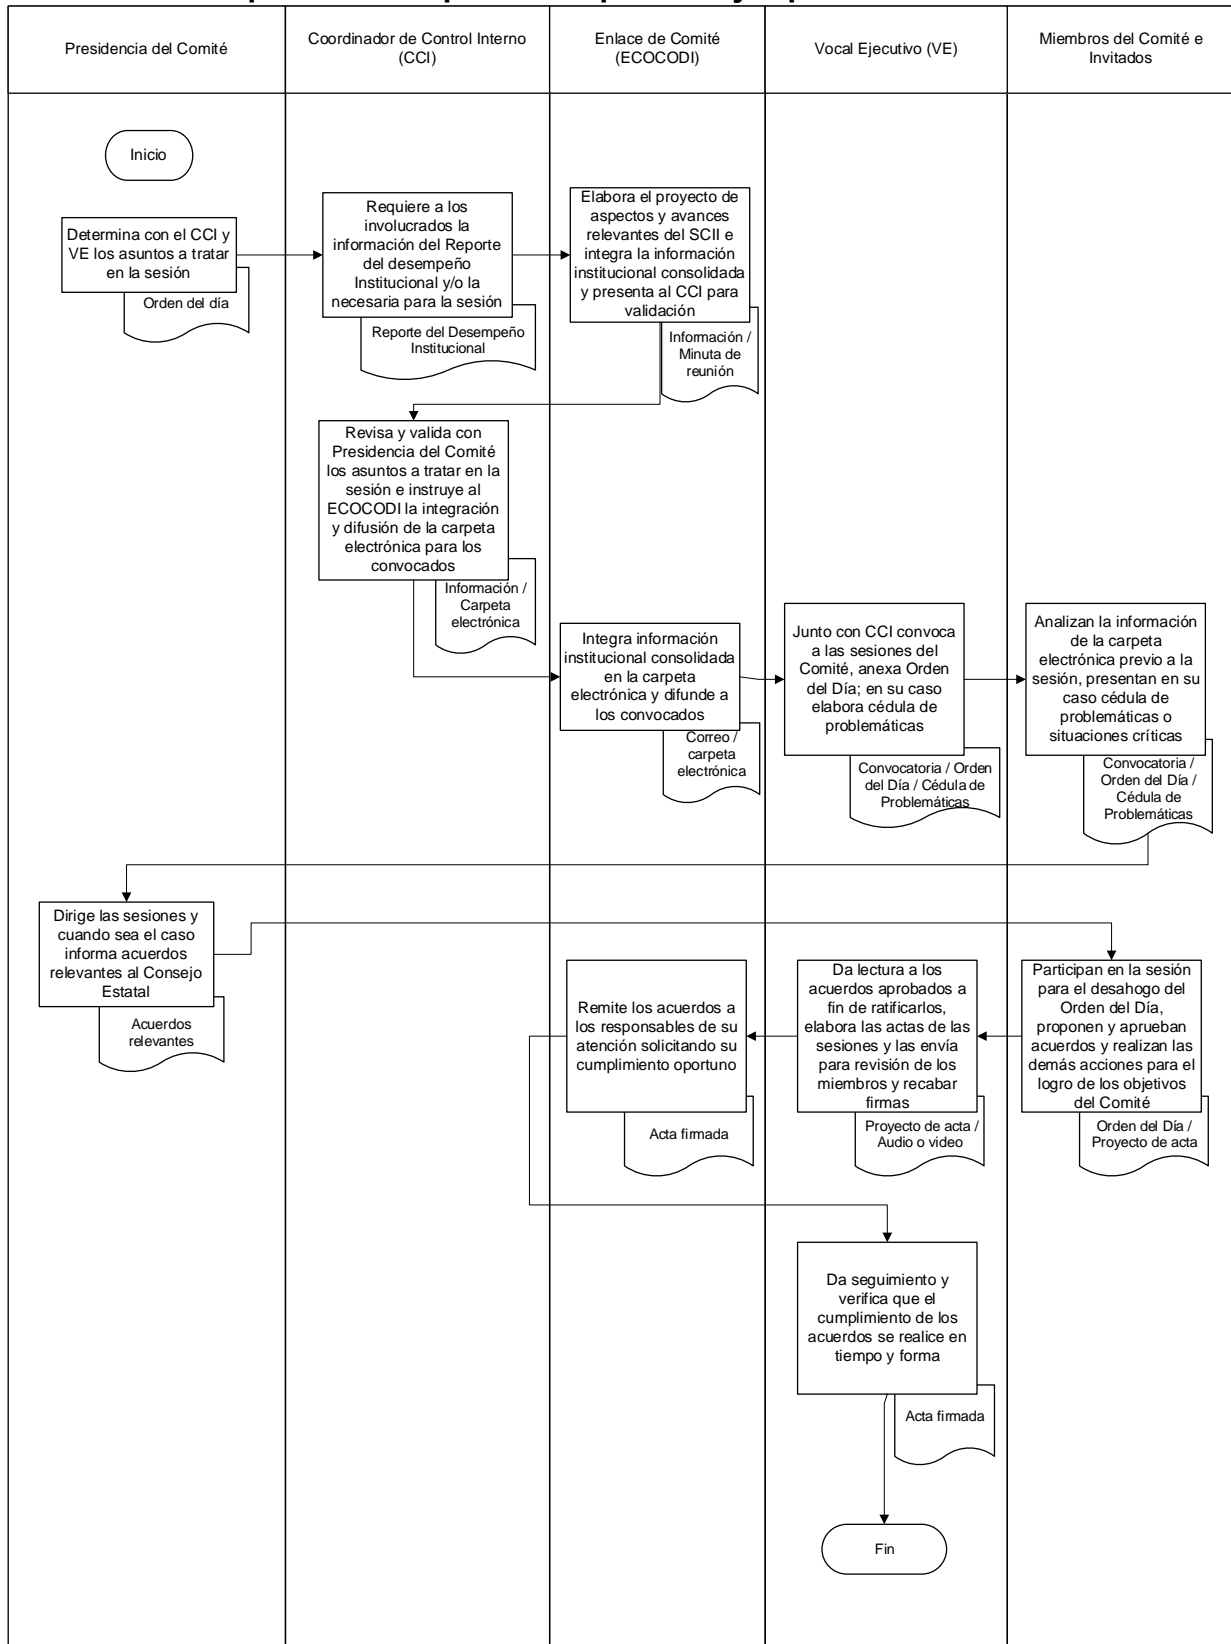 Presidencia del Comité
Coordinador de Control Interno
(CCI)
Enlace de Comité
(ECOCODI)
Vocal Ejecutivo (VE)
Miembros del Comité e
Invitados
Inicio
Determina con el CCI y
VE los asuntos a tratar
en la sesión
Orden del día
Requiere a los
involucrados la
información del Reporte
del desempeño
Institucional y/o la
necesaria para la sesión
Reporte del Desempeño
Institucional
Elabora el proyecto de
aspectos y avances
relevantes del SCII e
integra la información
institucional consolidada
y presenta al CCI para
validación
Información /
Minuta de
reunión
Revisa y valida con
Presidencia del Comité
los asuntos a tratar en la
sesión e instruye al
ECOCODI la integración
y difusión de la carpeta
electrónica para los
convocados
Información /
Carpeta
electrónica
Integra información
institucional consolidada
en la carpeta
electrónica y difunde a
los convocados
Correo /
carpeta
electrónica
Junto con CCI convoca
a las sesiones del
Comité, anexa Orden
del Día; en su caso
elabora cédula de
problemáticas
Convocatoria / Orden
del Día / Cédula de
Problemáticas
Analizan la información
de la carpeta
electrónica previo a la
sesión, presentan en su
caso cédula de
problemáticas o
situaciones críticas
Convocatoria /
Orden del Día /
Cédula de
Problemáticas
Dirige las sesiones y
cuando sea el caso
informa acuerdos
relevantes al Consejo
Estatal
Acuerdos
relevantes
Participan en la sesión
para el desahogo del
Orden del Día,
proponen y aprueban
acuerdos y realizan las
demás acciones para el
logro de los objetivos
del Comité
Orden del Día /
Proyecto de acta
Da lectura a los
acuerdos aprobados a
fin de ratificarlos,
elabora las actas de las
sesiones y las envía
para revisión de los
miembros y recabar
firmas
Proyecto de acta /
Audio o video
Remite los acuerdos a
los responsables de su
atención solicitando su
cumplimiento oportuno
Acta firmada
Da seguimiento y
verifica que el
cumplimiento de los
acuerdos se realice en
tiempo y forma
Acta firmada
Fin